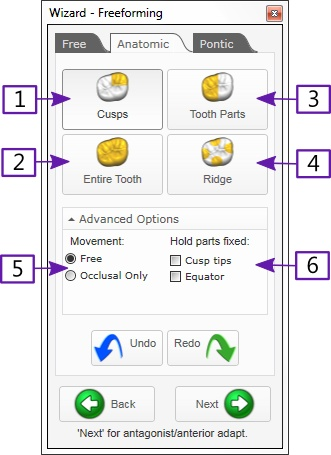 Wizard - Freeforming
Free Anatomic Pontic
1 Cusps Tooth Parts 3
2 Entire Tooth Ridge 4
Advanced Options
Movement: Hold parts fixed:
Free Cusp tips
5 Occlusal Only Equator 6
Undo Redo
Back Next
'Next' for antagonist/anterior adapt.